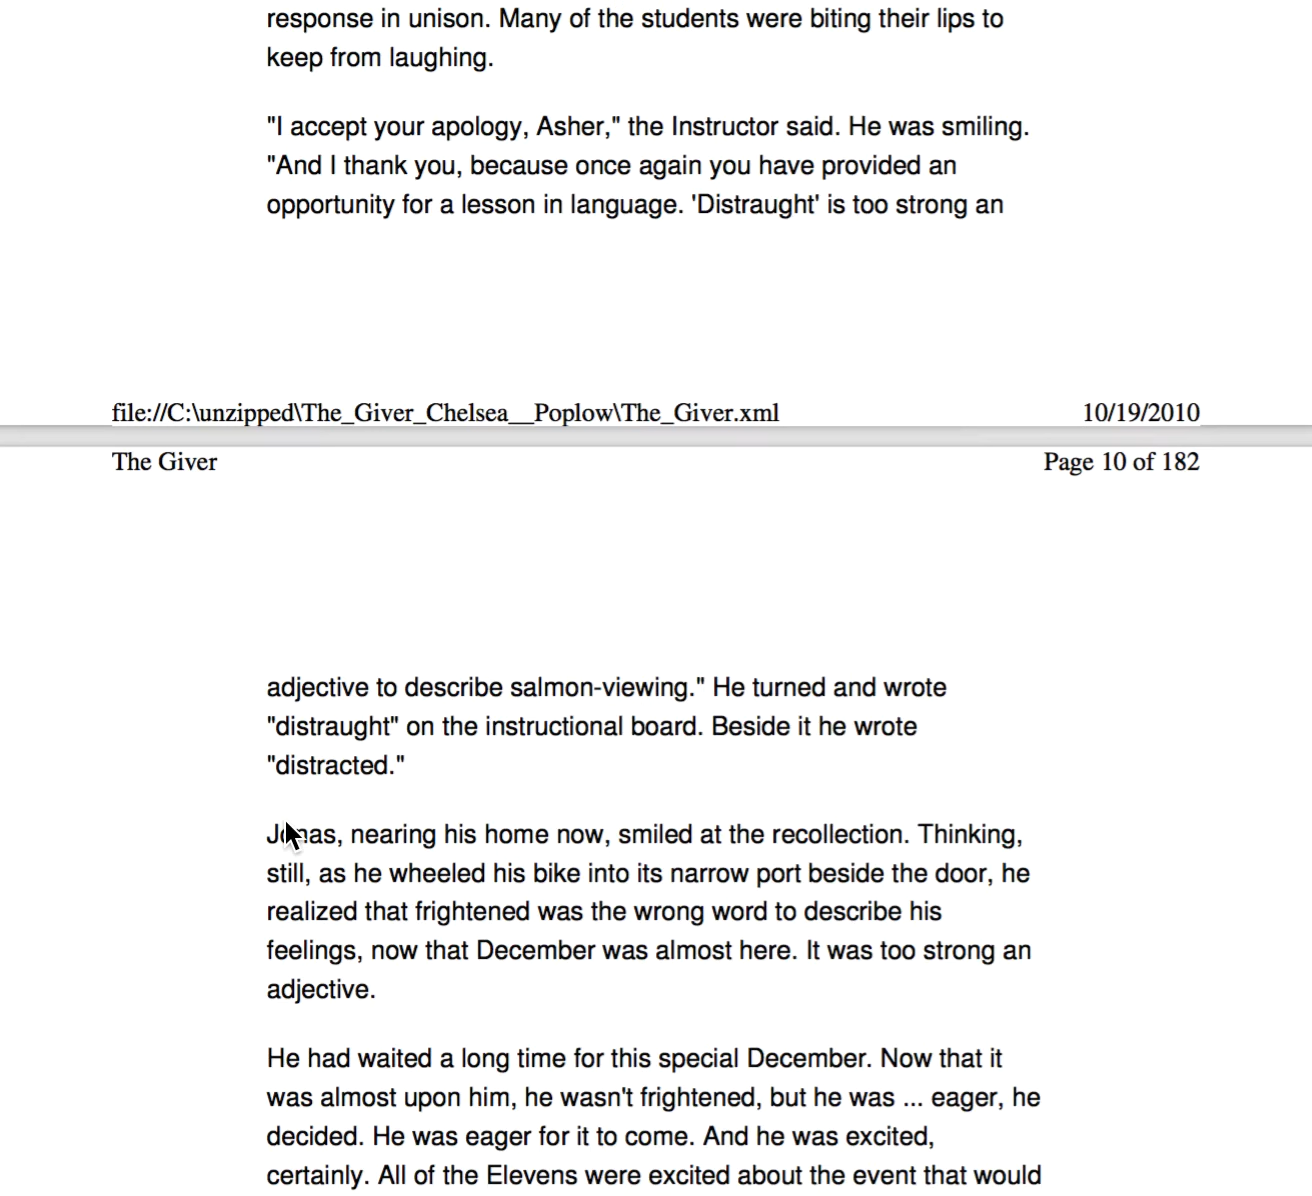 response in unison. Many of the students were biting their lips to
keep from laughing.
"I accept your apology, Asher," the Instructor said. He was smiling.
"And I thank you, because once again you have provided an
opportunity for a lesson in language. 'Distraught' is too strong an
file://C:\unzipped\The_Giver_Chelsea__Poplow\The_Giver.xml 10/19/2010
The Giver Page 10 of 182
adjective to describe salmon-viewing." He turned and wrote
"distraught" on the instructional board. Beside it he wrote
"distracted."
Jonas, nearing his home now, smiled at the recollection. Thinking,
still, as he wheeled his bike into its narrow port beside the door, he
realized that frightened was the wrong word to describe his
feelings, now that December was almost here. It was too strong an
adjective.
He had waited a long time for this special December. Now that it
was almost upon him, he wasn't frightened, but he was ... eager, he
decided. He was eager for it to come. And he was excited,
certainly. All of the Elevens were excited about the event that would